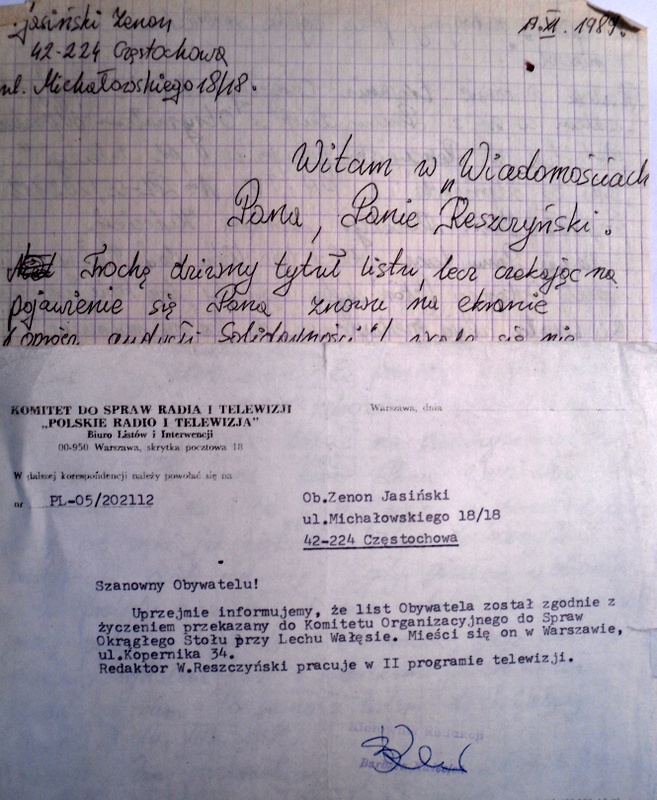 Jasiński Zenon
42-224 Częstochowa
ul. Michałowskiego 18/18.
XI. 1989.
Witam w „Wiadomościach"
Pana, Panie Reszczyński.
Trochę dziwny tytuł listu, lecz czekając na
pojawienie się Pana znowu na ekranie
(oprócz audycji Solidarności")
KOMITET DO SPRAW RADIA I TELEWIZJI
„POLSKIE RADIO I TELEWIZJA"
Biuro Listów i Interwencji
00-950 Warszawa, skrytka pocztowa 18
Warszawa, dnia
W dalszej korespondencji należy powołać się na
nr PL-05/202112
Ob.Zenon Jasiński
ul.Michałowskiego 18/18
42-224 Częstochowa
Szanowny Obywatelu!
Uprzejmie informujemy, że list Obywatela został zgodnie z
życzeniem przekazany do Komitetu Organizacyjnego do Spraw
Okrągłego Stołu przy Lechu Wałęsie. Mieści się on w Warszawie,
ul.Kopernika 34.
Redaktor W.Reszczyński pracuje w II programie telewizji.